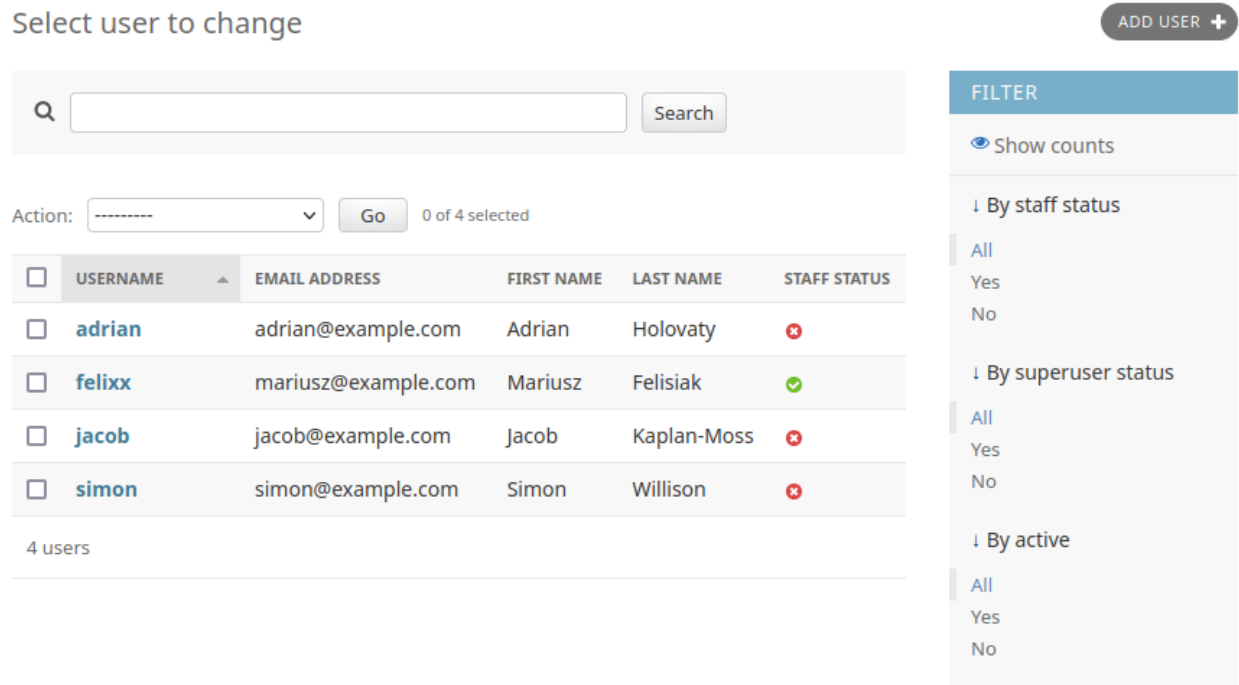 Select user to change
ADD USER
Search
Action: --------- Go 0 of 4 selected
USERNAME EMAIL ADDRESS FIRST NAME LAST NAME STAFF STATUS
adrian adrian@example.com Adrian Holovaty
felixx mariusz@example.com Mariusz Felisiak
jacob jacob@example.com Jacob Kaplan-Moss
simon simon@example.com Simon Willison
4 users
FILTER
Show counts
↓ By staff status
All
Yes
No
↓ By superuser status
All
Yes
No
↓ By active
All
Yes
No